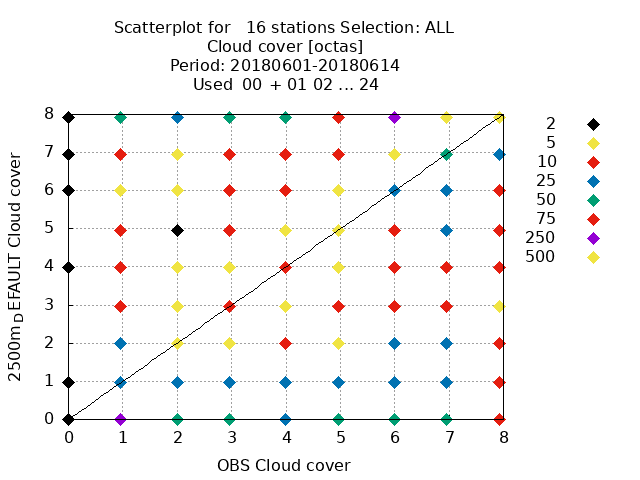 Scatterplot for   16 stations Selection: ALL
Cloud cover [octas]
Period: 20180601-20180614
Used  00 + 01 02 ... 24
8
7
6
5
4
3
2
1
0
2500m_DEFAULT Cloud cover
0 1 2 3 4 5 6 7 8
OBS Cloud cover
2
5
10
25
50
75
250
500